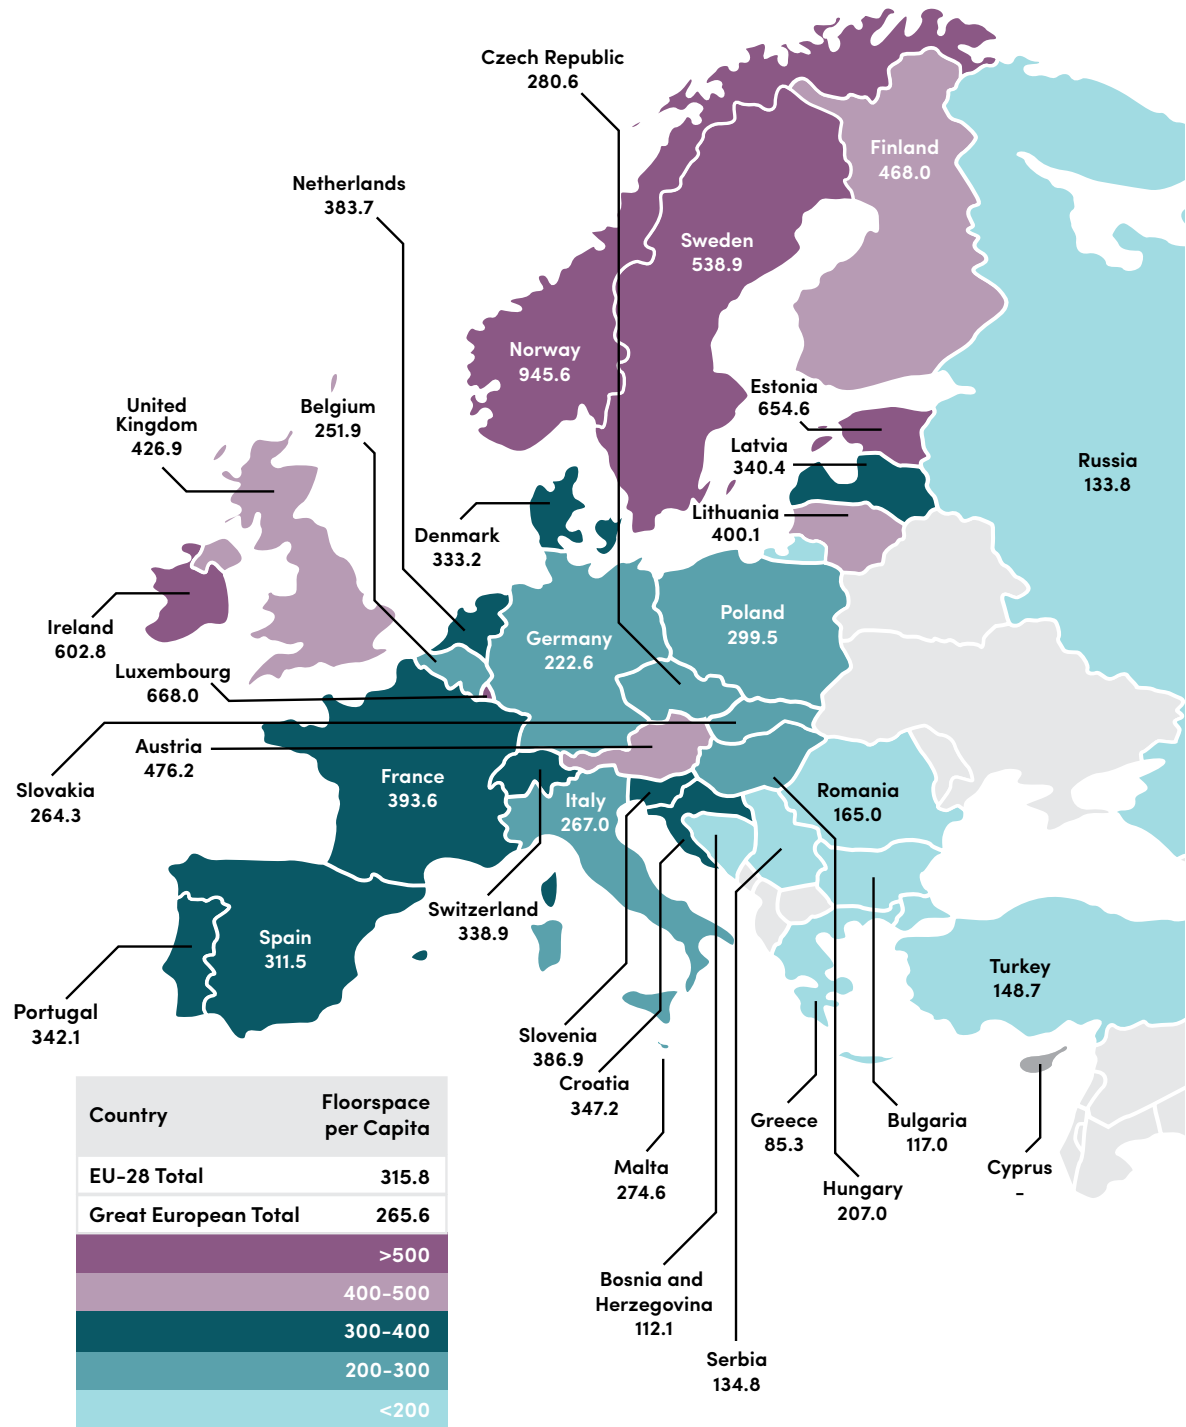 Czech Republic
280.6
Finland
468.0
Netherlands
383.7
Sweden
538.9
Norway
945.6
Estonia
654.6
United
Kingdom
426.9
Belgium
251.9
Latvia
340.4
Russia
133.8
Lithuania
400.1
Denmark
333.2
Ireland
602.8
Poland
299.5
Germany
222.6
Luxembourg
668.0
Austria
476.2
Slovakia
264.3
France
393.6
Italy
267.0
Romania
165.0
Switzerland
338.9
Spain
311.5
Turkey
148.7
Portugal
342.1
Slovenia
386.9
Croatia
347.2
Greece
85.3
Bulgaria
117.0
Malta
274.6
Cyprus
-
Hungary
207.0
Bosnia and
Herzegovina
112.1
Serbia
134.8
Country Floorspace
per Capita
EU-28 Total 315.8
Great European Total 265.6
>500
400-500
300-400
200-300
<200